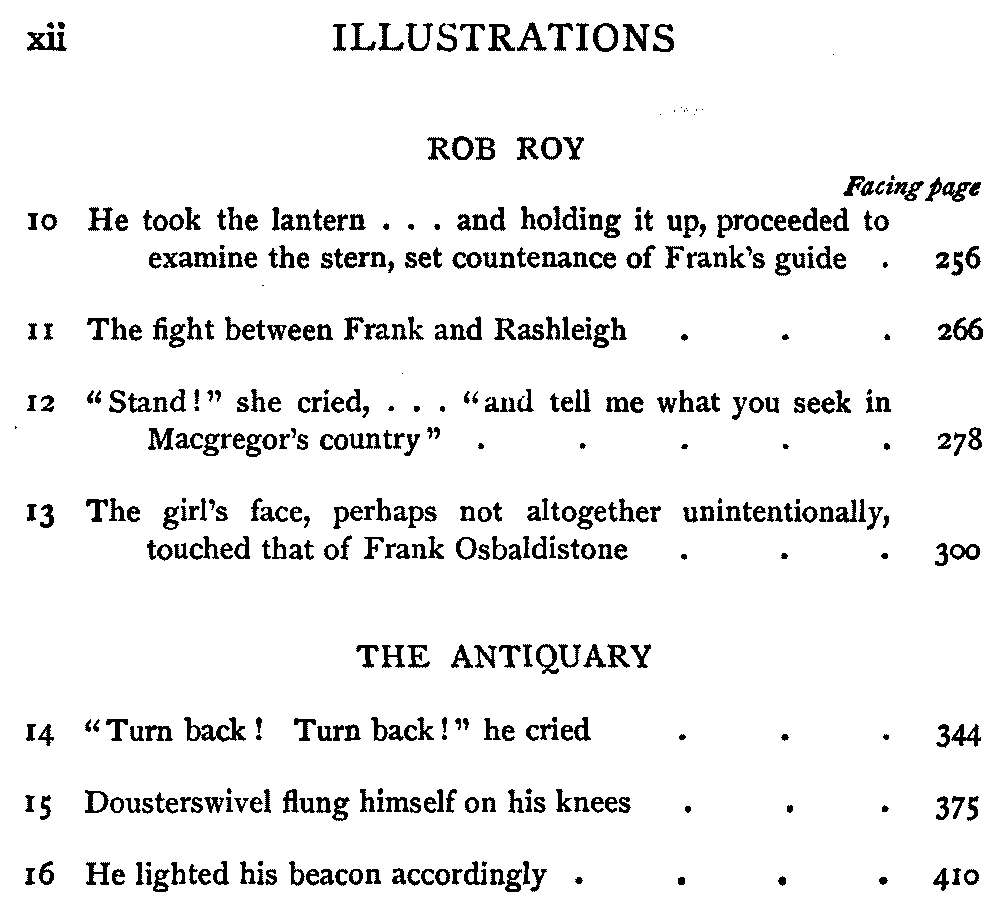 xii ILLUSTRATIONS
ROB ROY
Facing page
10 He took the lantern . . . and holding it up, proceeded to
examine the stern, set countenance of Frank's guide . 256
11 The fight between Frank and Rashleigh . . . 266
12 “Stand!” she cried, . . . “and tell me what you seek in
Macgregor's country” . . . . . 278
13 The girl's face, perhaps not altogether unintentionally,
touched that of Frank Osbaldistone . . . 300
THE ANTIQUARY
14 “Turn back! Turn back!” he cried . . . 344
15 Dousterswivel flung himself on his knees . . . 375
16 He lighted his beacon accordingly . . . . 410